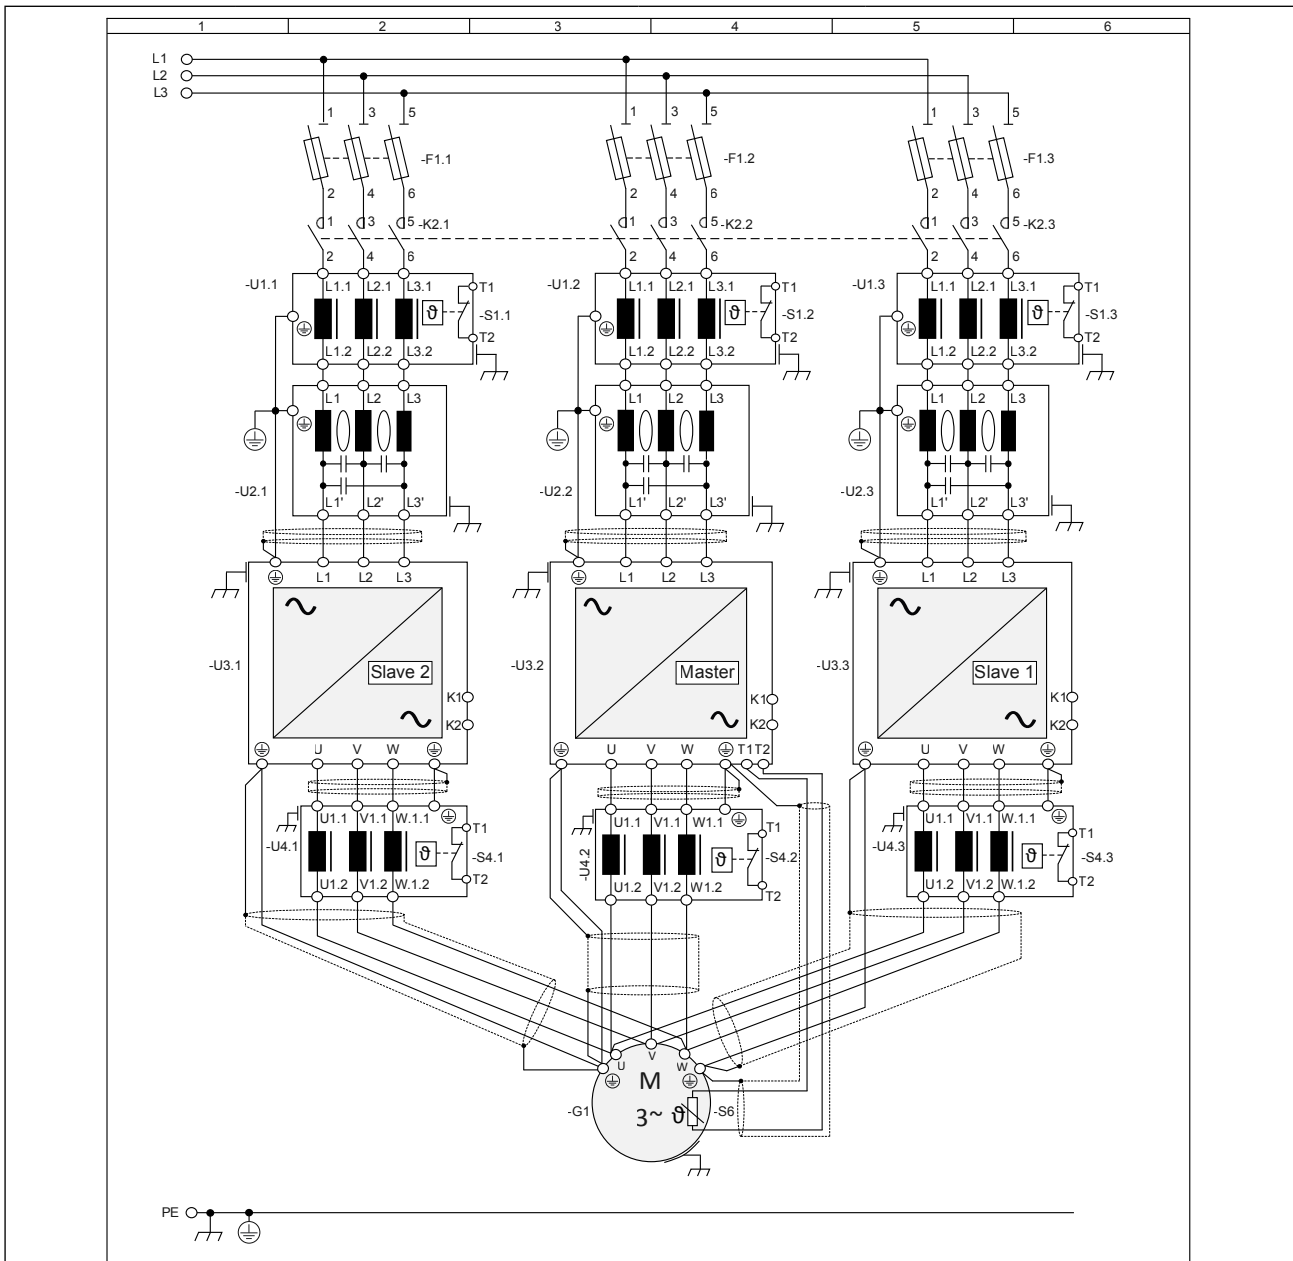 1 2 3 4 5 6
L1
L2
L3
1 3 5 1 3 5 1 3 5
-F1.1 -F1.2 -F1.3
2 4 6 2 4 6 2 4 6
1 3 5 -K2.1 1 3 5 -K2.2 1 3 5 -K2.3
2 4 6 2 4 6 2 4 6
-U1.1 L1.1 L2.1 L3.1 T1 -U1.2 L1.1 L2.1 L3.1 T1 -U1.3 L1.1 L2.1 L3.1 T1
ϑ -S1.1 ϑ -S1.2 ϑ -S1.3
L1.2 L2.2 L3.2 T2 L1.2 L2.2 L3.2 T2 L1.2 L2.2 L3.2 T2
L1 L2 L3 L1 L2 L3 L1 L2 L3
-U2.1 -U2.2 -U2.3
L1' L2' L3' L1' L2' L3' L1' L2' L3'
L1 L2 L3 L1 L2 L3 L1 L2 L3
-U3.1 Slave 2 -U3.2 Master -U3.3 Slave 1
K1 K1 K1
K2 K2 K2
U V W U V W T1 T2 U V W
U1.1 V1.1 W.1.1 U1.1 V1.1 W1.1 U1.1 V1.1 W.1.1
T1 T1 T1
-U4.1 ϑ -S4.1 -U4.2 ϑ -S4.2 -U4.3 ϑ -S4.3
U1.2 V1.2 W.1.2 T2 U1.2 V1.2 W1.2 T2 U1.2 V1.2 W.1.2 T2
U V W
M
-G1 3~ ϑ -S6
PE